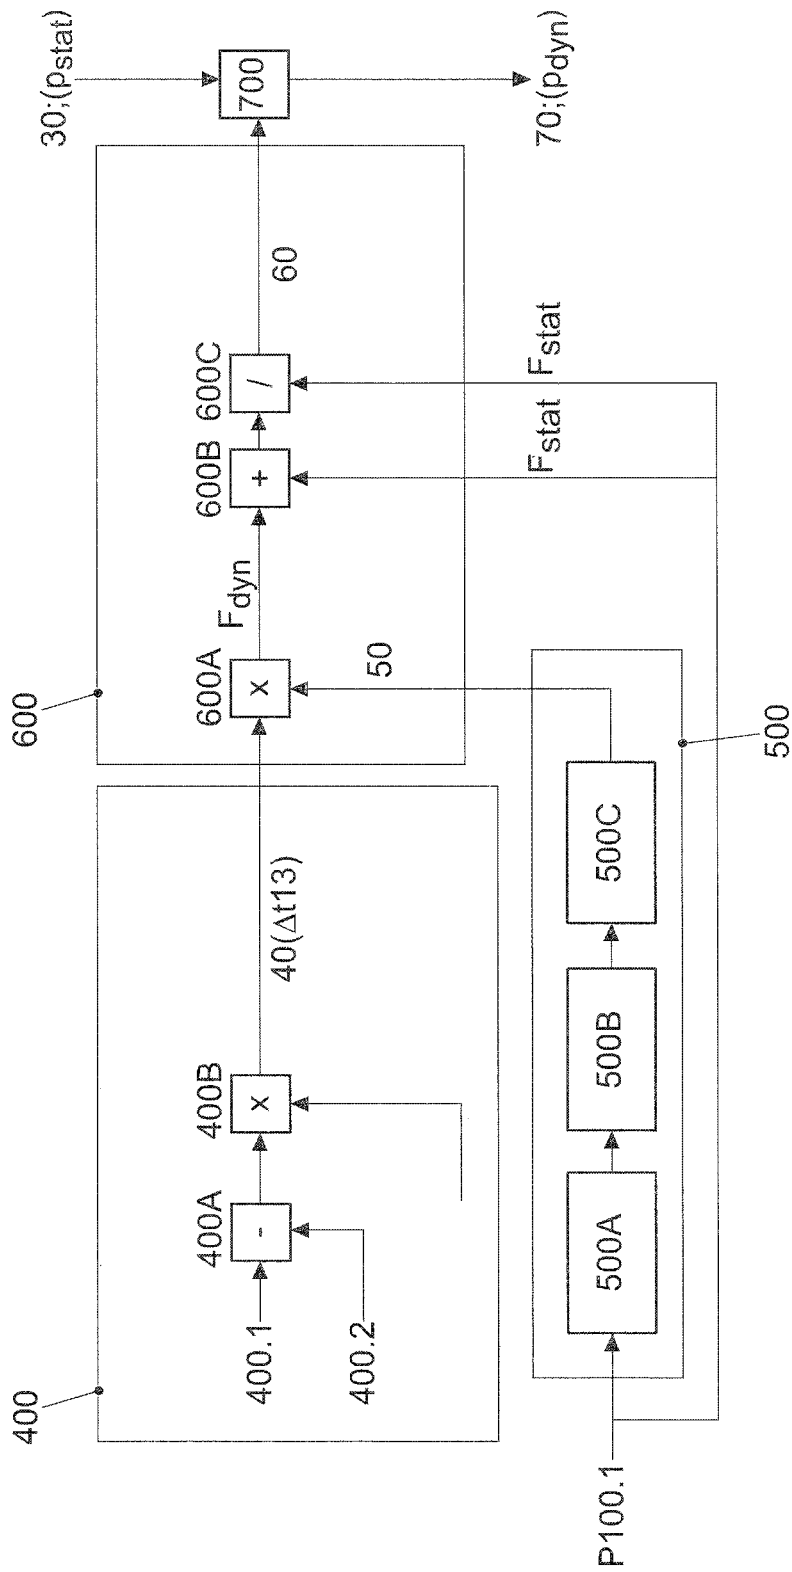 400
400.1
400.2
400A
-
400B
x
40(Δt13)
600
600A
x
50
Fdyn
600B
+
600C
/
60
Fstat
Fstat
30;(pstat)
700
70;(pdyn)
P100.1
500A
500B
500C
500